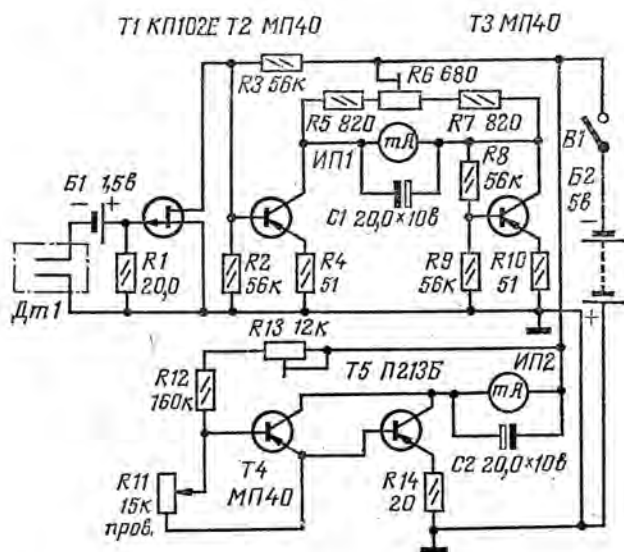 Т1 КП102Е Т2 МП40
Т3 МП40
R3 56к
R6 680
R5 820
R7 820
В1
ИП1
mA
R8
56к
Б1 1,5в
Б2
5в
- +
-
С1 20,0×10в
R1
20,0
R2
56к
R4
51
R9
56к
R10
51
Дт1
+
R13 12к
Т5 П213Б
ИП2
mA
R12
160к
Т4
МП40
С2 20,0×10в
R11
15к
пров.
R14
20